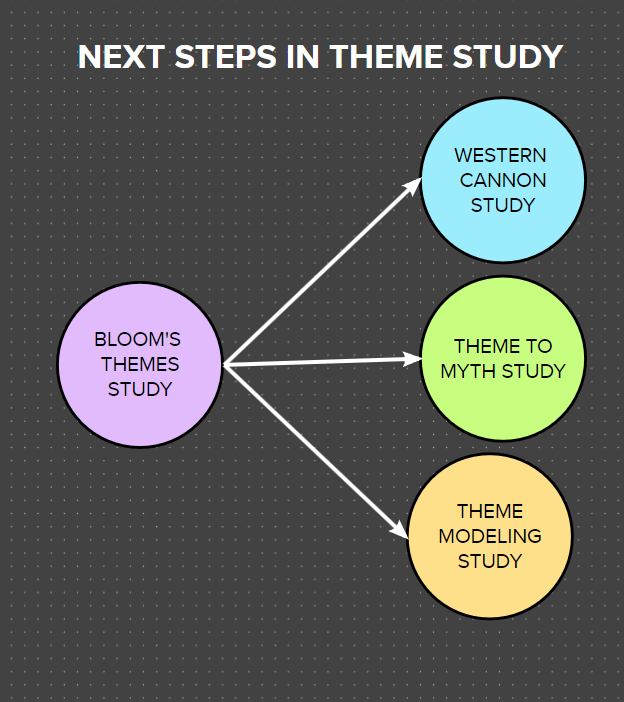 NEXT STEPS IN THEME STUDY
WESTERN
CANNON
STUDY
BLOOM'S
THEMES
STUDY
THEME TO
MYTH STUDY
THEME
MODELING
STUDY